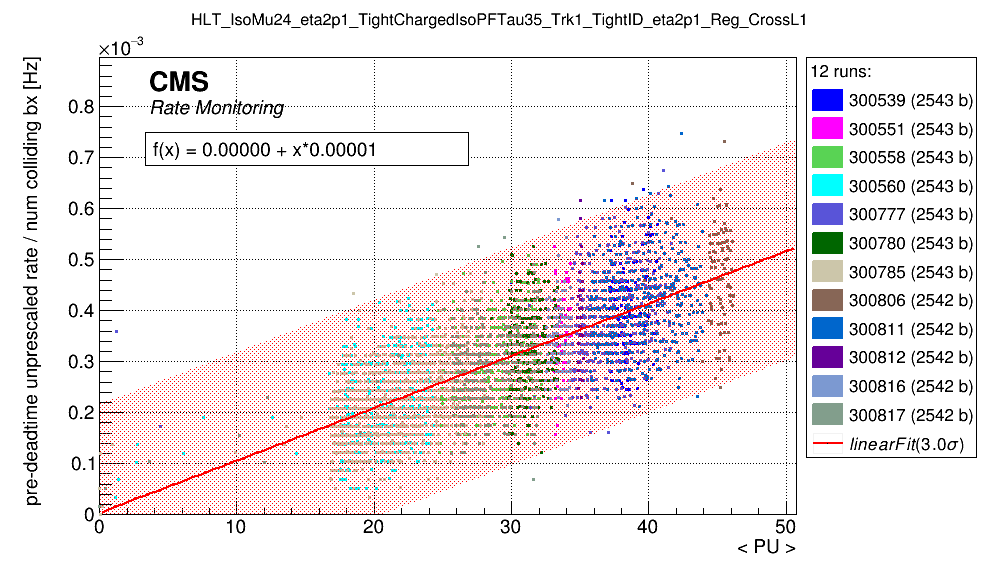 HLT_IsoMu24_eta2p1_TightChargedIsoPFTau35_Trk1_TightID_eta2p1_Reg_CrossL1
×10⁻³
pre-deadtime unprescaled rate / num colliding bx [Hz]
CMS
Rate Monitoring
f(x) = 0.00000 + x*0.00001
0.8
0.7
0.6
0.5
0.4
0.3
0.2
0.1
0
0 10 20 30 40 50
< PU >
12 runs:
300539 (2543 b)
300551 (2543 b)
300558 (2543 b)
300560 (2543 b)
300777 (2543 b)
300780 (2543 b)
300785 (2543 b)
300806 (2542 b)
300811 (2542 b)
300812 (2542 b)
300816 (2542 b)
300817 (2542 b)
linearFit(3.0σ)